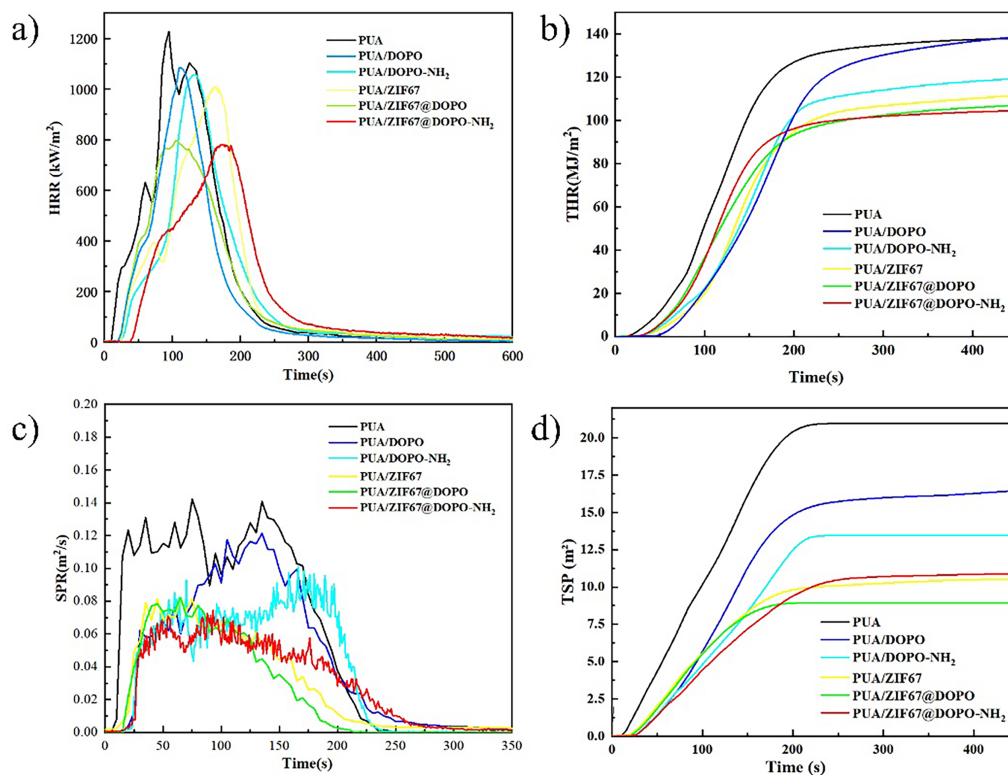 a)
HRR (kW/m²)
1200
1000
800
600
400
200
0
0 100 200 300 400 500 600
Time(s)
PUA
PUA/DOPO
PUA/DOPO-NH₂
PUA/ZIF67
PUA/ZIF67@DOPO
PUA/ZIF67@DOPO-NH₂
b)
THR(MJ/m²)
140
120
100
80
60
40
20
0
0 100 200 300 400
Time(s)
PUA
PUA/DOPO
PUA/DOPO-NH₂
PUA/ZIF67
PUA/ZIF67@DOPO
PUA/ZIF67@DOPO-NH₂
c)
SPR(m²/s)
0.20
0.18
0.16
0.14
0.12
0.10
0.08
0.06
0.04
0.02
0.00
0 50 100 150 200 250 300 350
Time(s)
PUA
PUA/DOPO
PUA/DOPO-NH₂
PUA/ZIF67
PUA/ZIF67@DOPO
PUA/ZIF67@DOPO-NH₂
d)
TSP (m²)
20.0
17.5
15.0
12.5
10.0
7.5
5.0
2.5
0.0
0 100 200 300 400
Time (s)
PUA
PUA/DOPO
PUA/DOPO-NH₂
PUA/ZIF67
PUA/ZIF67@DOPO
PUA/ZIF67@DOPO-NH₂